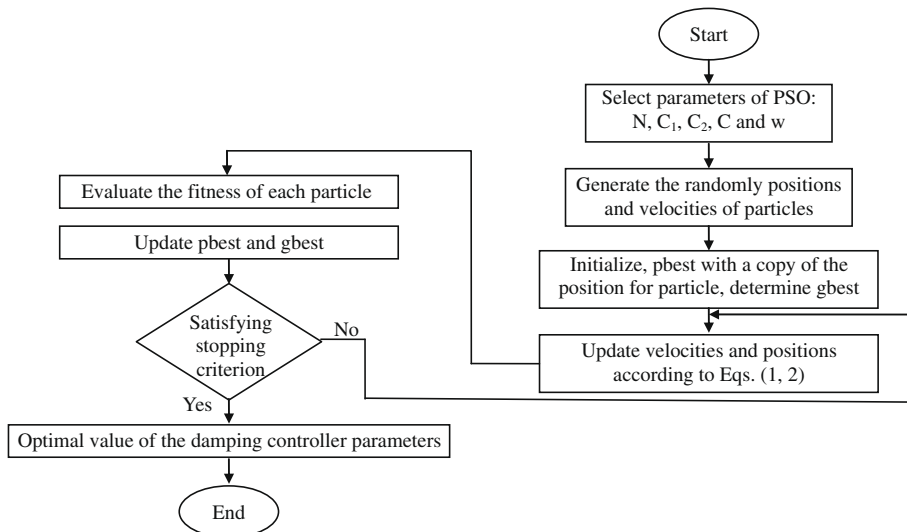 Start
Select parameters of PSO:
N, C₁, C₂, C and w
Generate the randomly positions
and velocities of particles
Initialize, pbest with a copy of the
position for particle, determine gbest
Update velocities and positions
according to Eqs. (1, 2)
Evaluate the fitness of each particle
Update pbest and gbest
Satisfying
stopping
criterion
No
Yes
Optimal value of the damping controller parameters
End